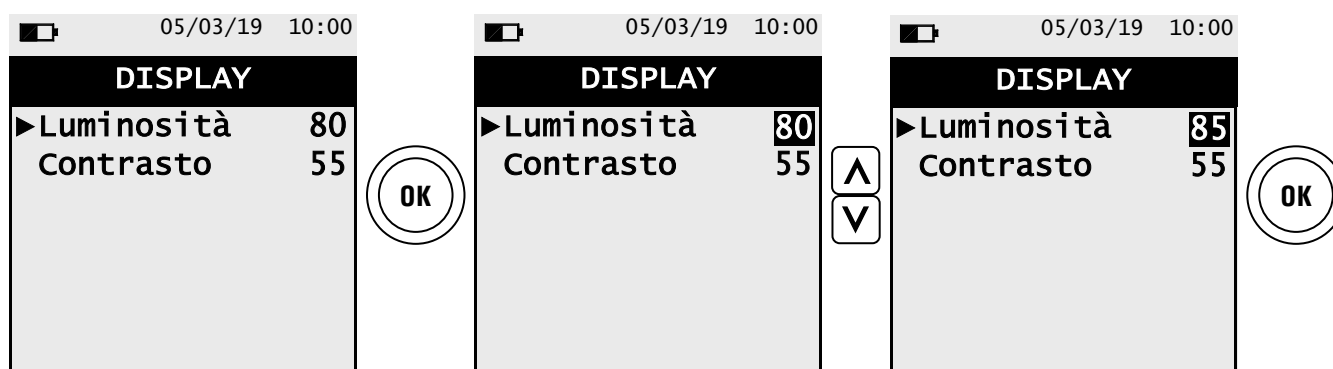 05/03/19 10:00
DISPLAY
►Luminosità 80
Contrasto 55
OK
05/03/19 10:00
DISPLAY
►Luminosità 80
Contrasto 55
05/03/19 10:00
DISPLAY
►Luminosità 85
Contrasto 55
OK